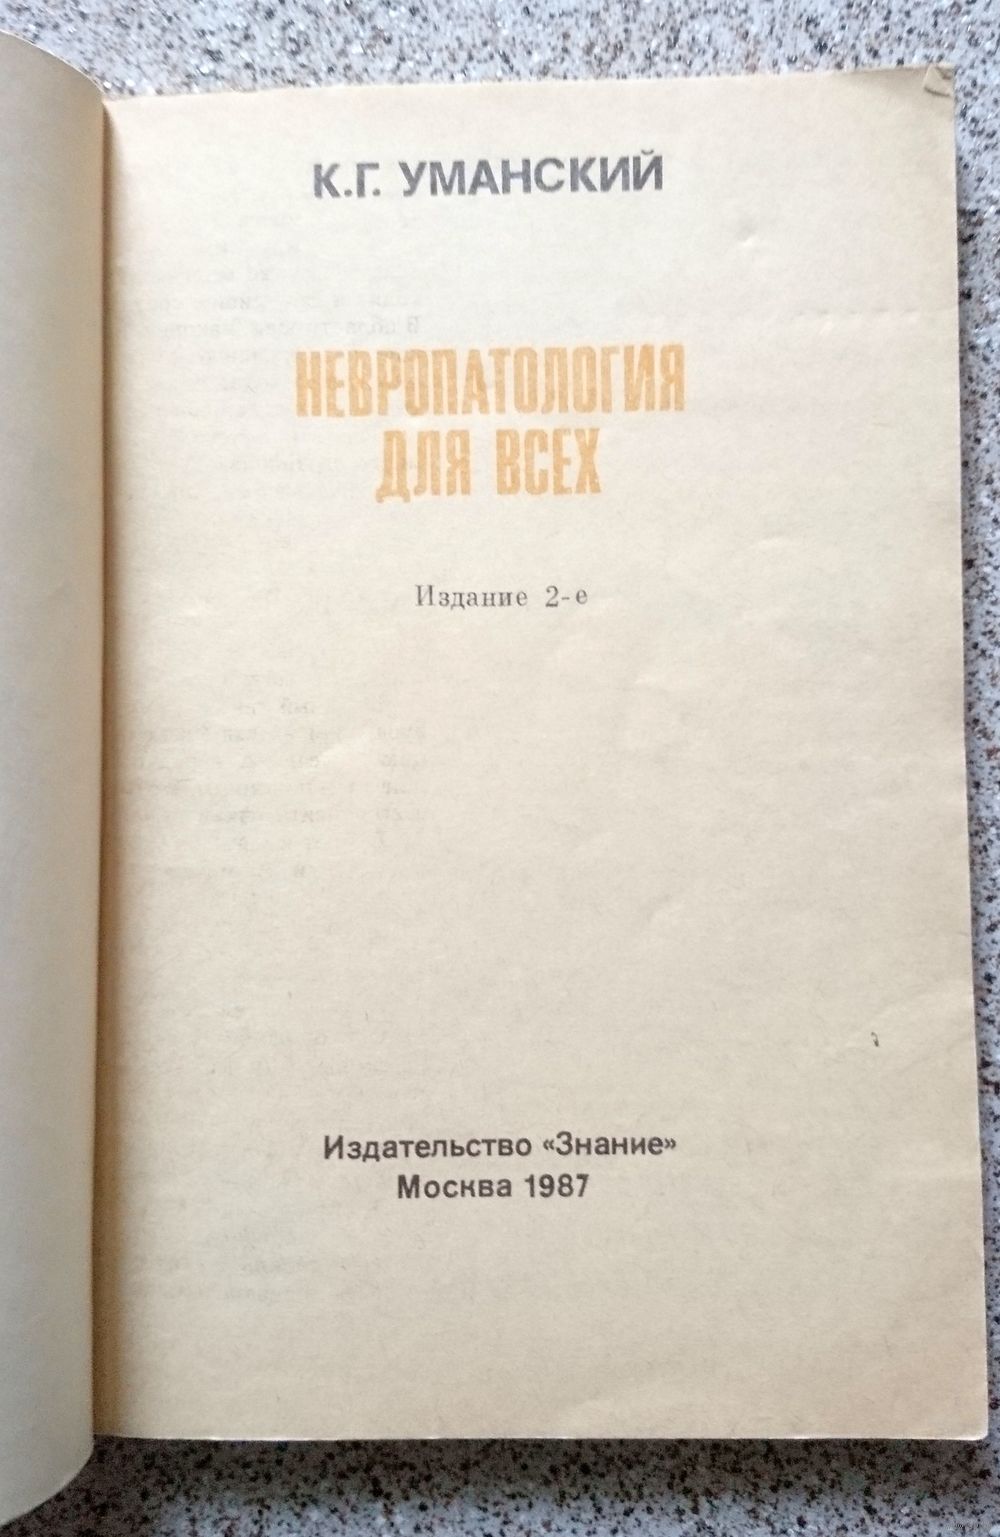 К.Г. УМАНСКИЙ
НЕВРОПАТОЛОГИЯ
ДЛЯ ВСЕХ
Издание 2-е
Издательство «Знание»
Москва 1987